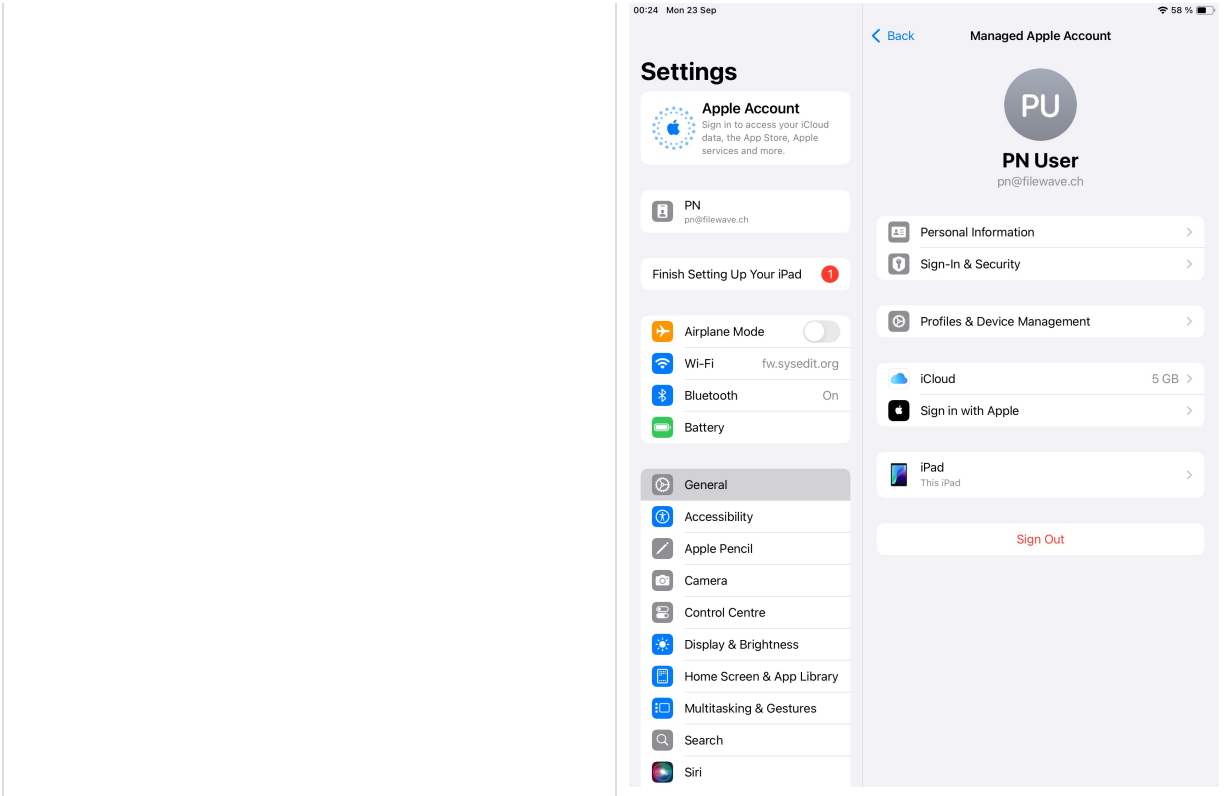 00:24 Mon 23 Sep
58 %
Settings
Apple Account
Sign in to access your iCloud
data, the App Store, Apple
services and more.
PN
pn@filewave.ch
Finish Setting Up Your iPad 1
Airplane Mode
Wi-Fi fw.sysedit.org
Bluetooth On
Battery
General
Accessibility
Apple Pencil
Camera
Control Centre
Display & Brightness
Home Screen & App Library
Multitasking & Gestures
Search
Siri
Back Managed Apple Account
PU
PN User
pn@filewave.ch
Personal Information
Sign-In & Security
Profiles & Device Management
iCloud 5 GB
Sign in with Apple
iPad
This iPad
Sign Out